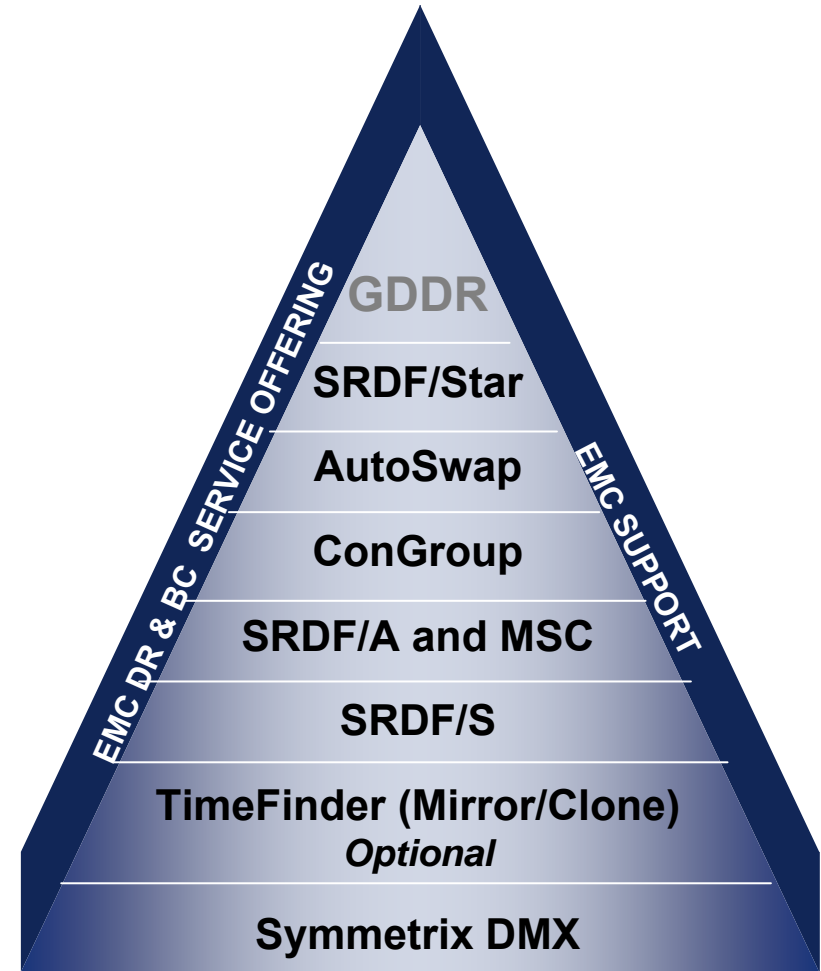 GDDR
SRDF/Star
AutoSwap
ConGroup
SRDF/A and MSC
SRDF/S
TimeFinder (Mirror/Clone)
Optional
Symmetrix DMX
EMC DR & BC SERVICE OFFERING
EMC SUPPORT